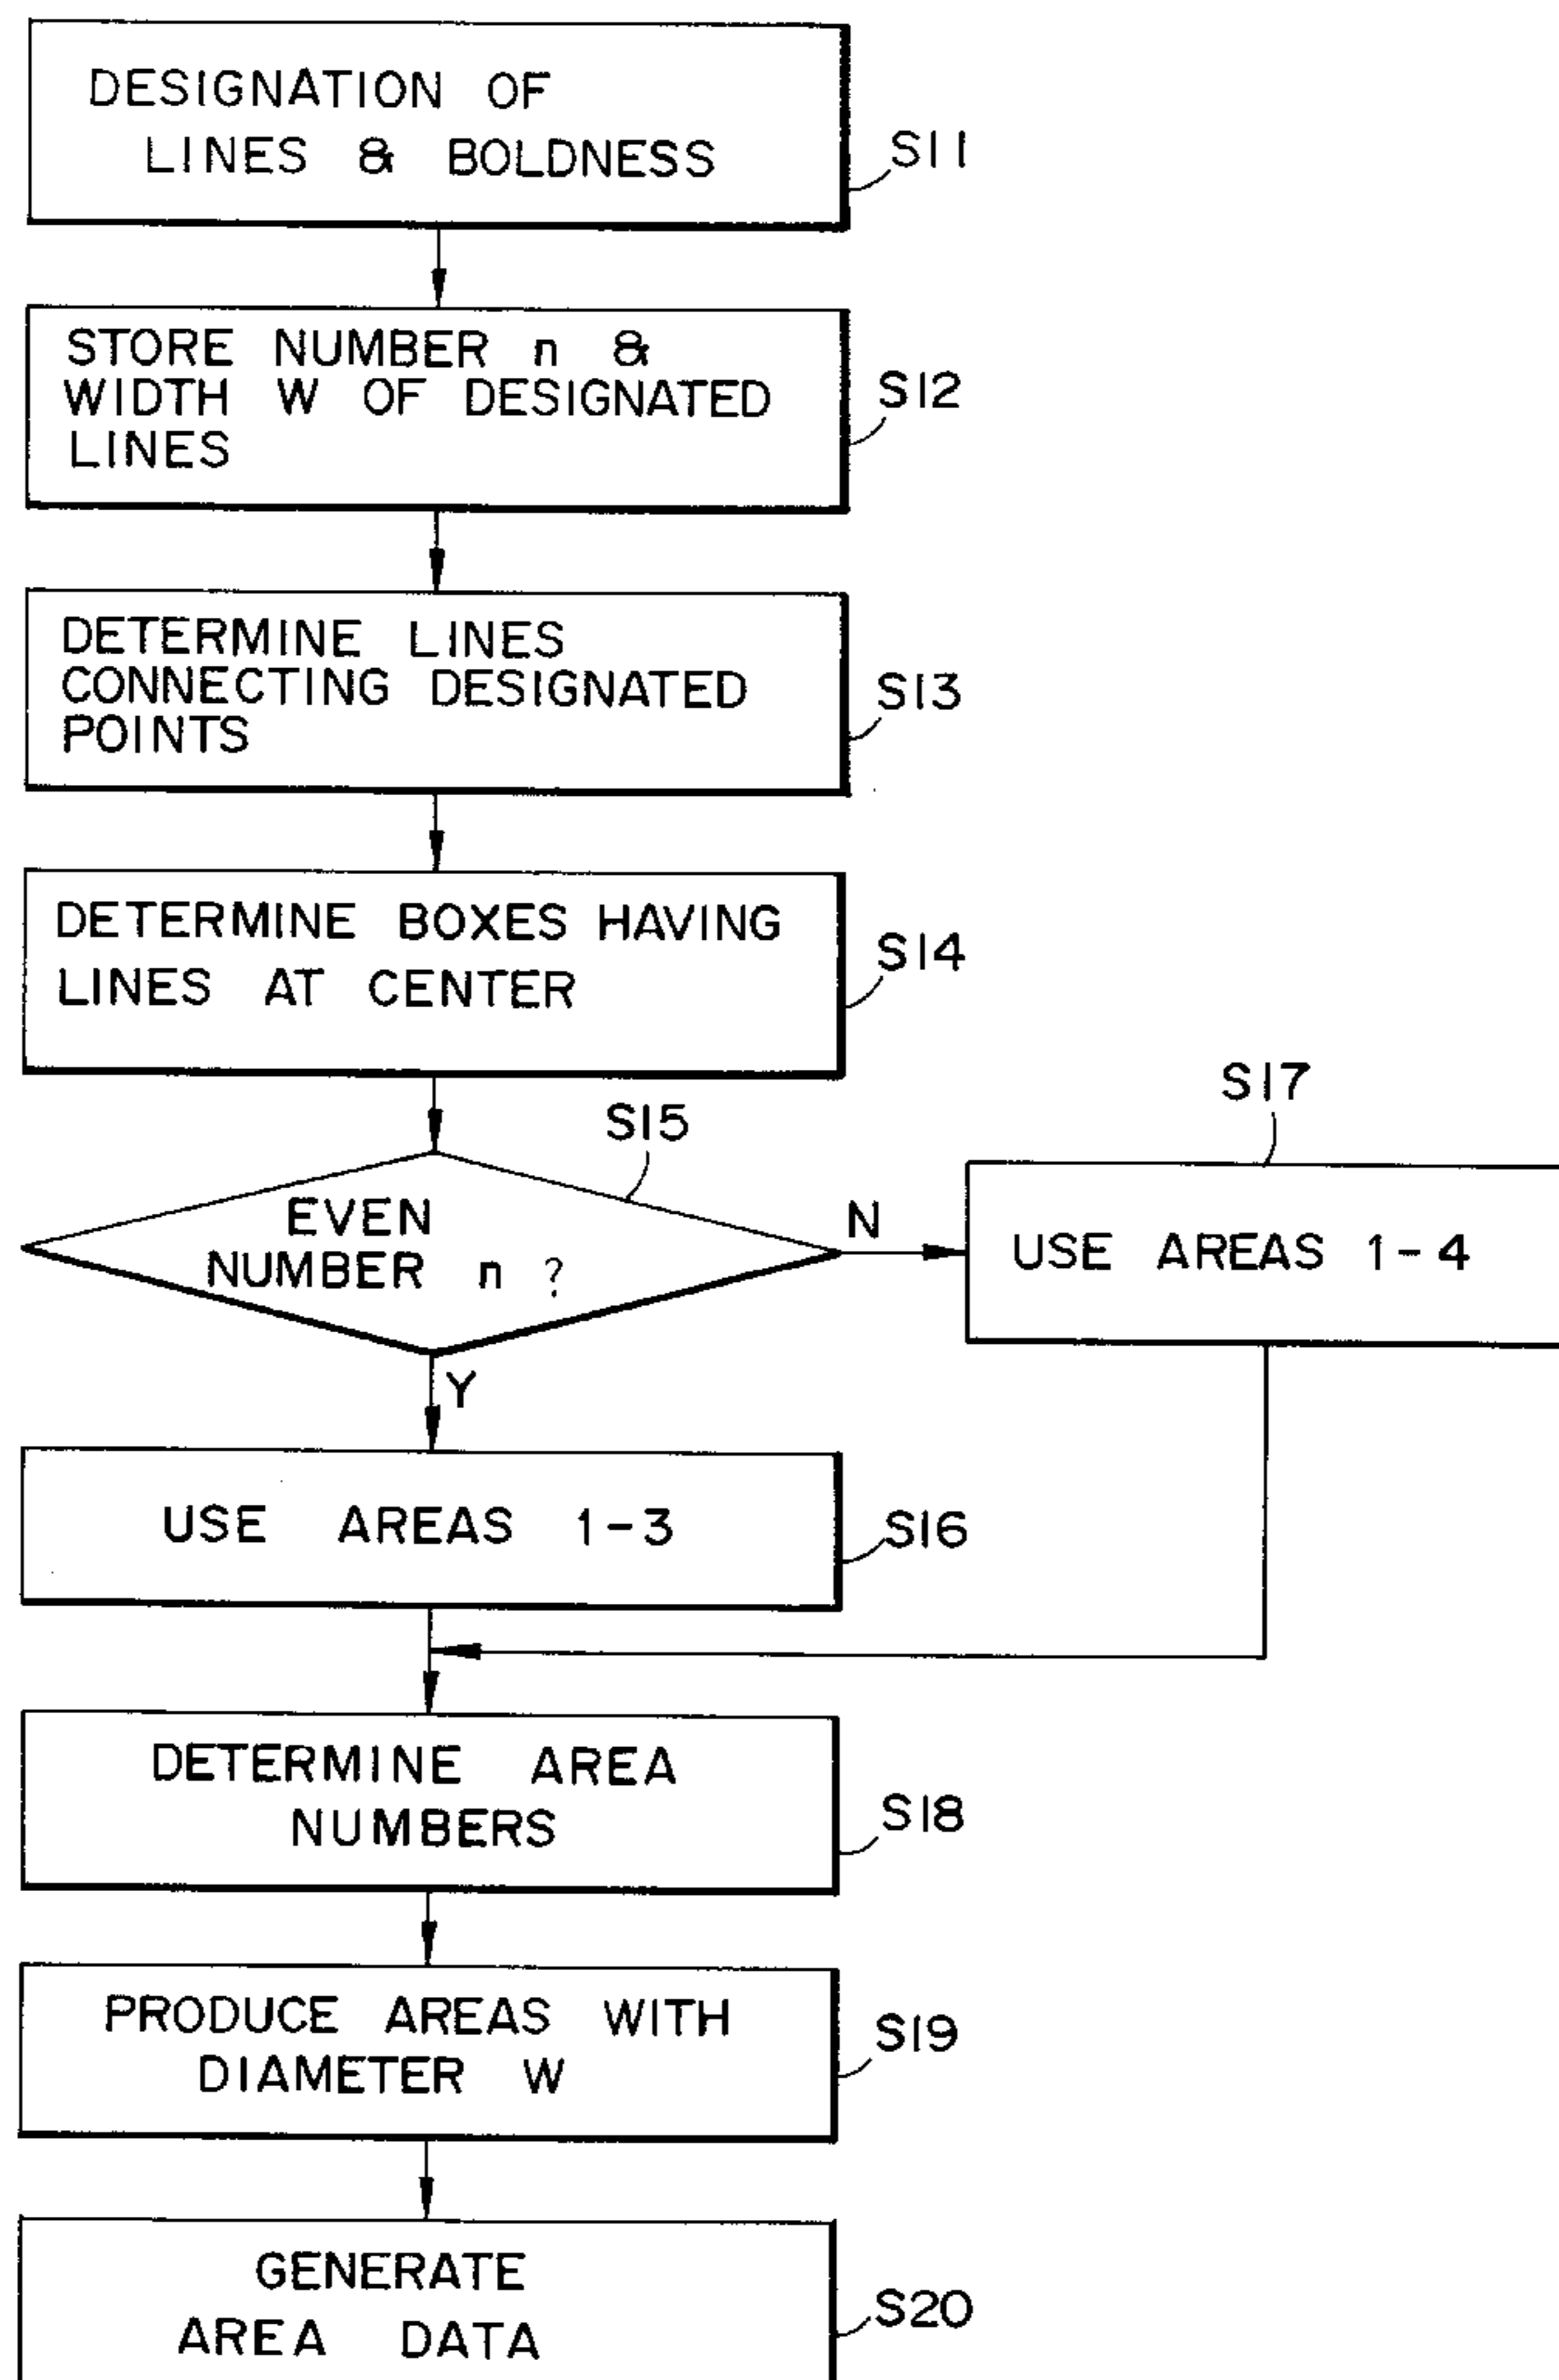 DESIGNATION OF
LINES & BOLDNESS
S11
STORE NUMBER n &
WIDTH W OF DESIGNATED
LINES
S12
DETERMINE LINES
CONNECTING DESIGNATED
POINTS
S13
DETERMINE BOXES HAVING
LINES AT CENTER
S14
S15
EVEN
NUMBER n ?
N
S17
USE AREAS 1-4
Y
USE AREAS 1-3
S16
DETERMINE AREA
NUMBERS
S18
PRODUCE AREAS WITH
DIAMETER W
S19
GENERATE
AREA DATA
S20